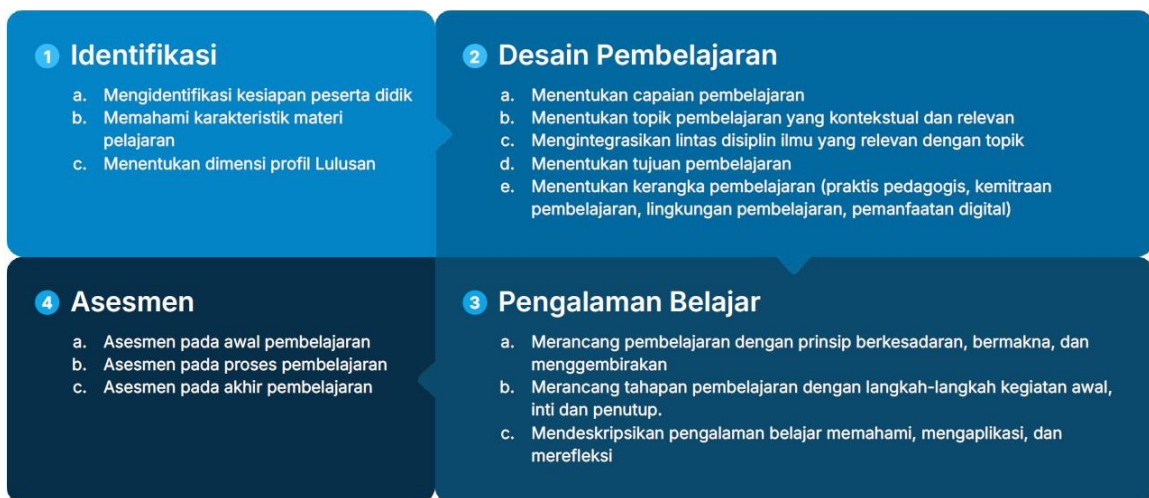 1 Identifikasi
a. Mengidentifikasi kesiapan peserta didik
b. Memahami karakteristik materi
pelajaran
c. Menentukan dimensi profil Lulusan
2 Desain Pembelajaran
a. Menentukan capaian pembelajaran
b. Menentukan topik pembelajaran yang kontekstual dan relevan
c. Mengintegrasikan lintas disiplin ilmu yang relevan dengan topik
d. Menentukan tujuan pembelajaran
e. Menentukan kerangka pembelajaran (praktis pedagogis, kemitraan
pembelajaran, lingkungan pembelajaran, pemanfaatan digital)
4 Asesmen
a. Asesmen pada awal pembelajaran
b. Asesmen pada proses pembelajaran
c. Asesmen pada akhir pembelajaran
3 Pengalaman Belajar
a. Merancang pembelajaran dengan prinsip berkesadaran, bermakna, dan
menggembirakan
b. Merancang tahapan pembelajaran dengan langkah-langkah kegiatan awal,
inti dan penutup.
c. Mendeskripsikan pengalaman belajar memahami, mengaplikasi, dan
merefleksi